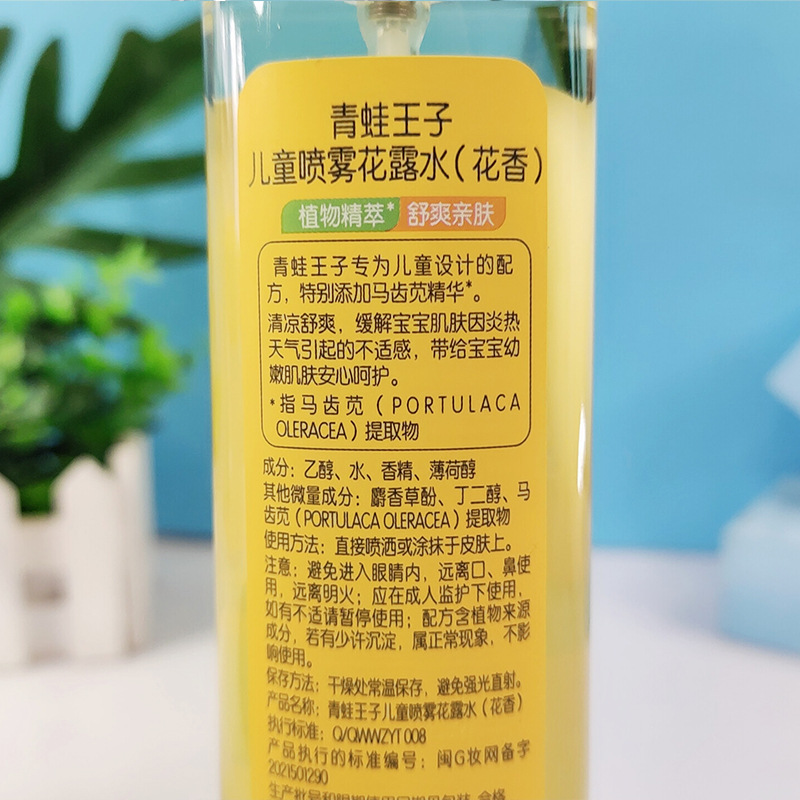 青蛙王子
儿童喷雾花露水(花香)
植物精萃* 舒爽亲肤
青蛙王子专为儿童设计的配
方，特别添加马齿苋精华*。
清凉舒爽，缓解宝宝肌肤因炎热
天气引起的不适感，带给宝宝幼
嫩肌肤安心呵护。
*指马齿苋（PORTULACA
OLERACEA）提取物
成分：乙醇、水、香精、薄荷醇
其他微量成分：麝香草酚、丁二醇、马
齿苋（PORTULACA OLERACEA）提取物
使用方法：直接喷洒或涂抹于皮肤上。
注意：避免进入眼睛内，远离口、鼻使
用，远离明火；应在成人监护下使用，
如有不适请暂停使用；配方含植物来源
成分，若有少许沉淀，属正常现象，不影
响使用。
保存方法：干燥处常温保存，避免强光直射。
产品名称：青蛙王子儿童喷雾花露水（花香）
执行标准：Q/QWWZYT 008
产品执行的标准编号：闽G妆网备字
2021501290